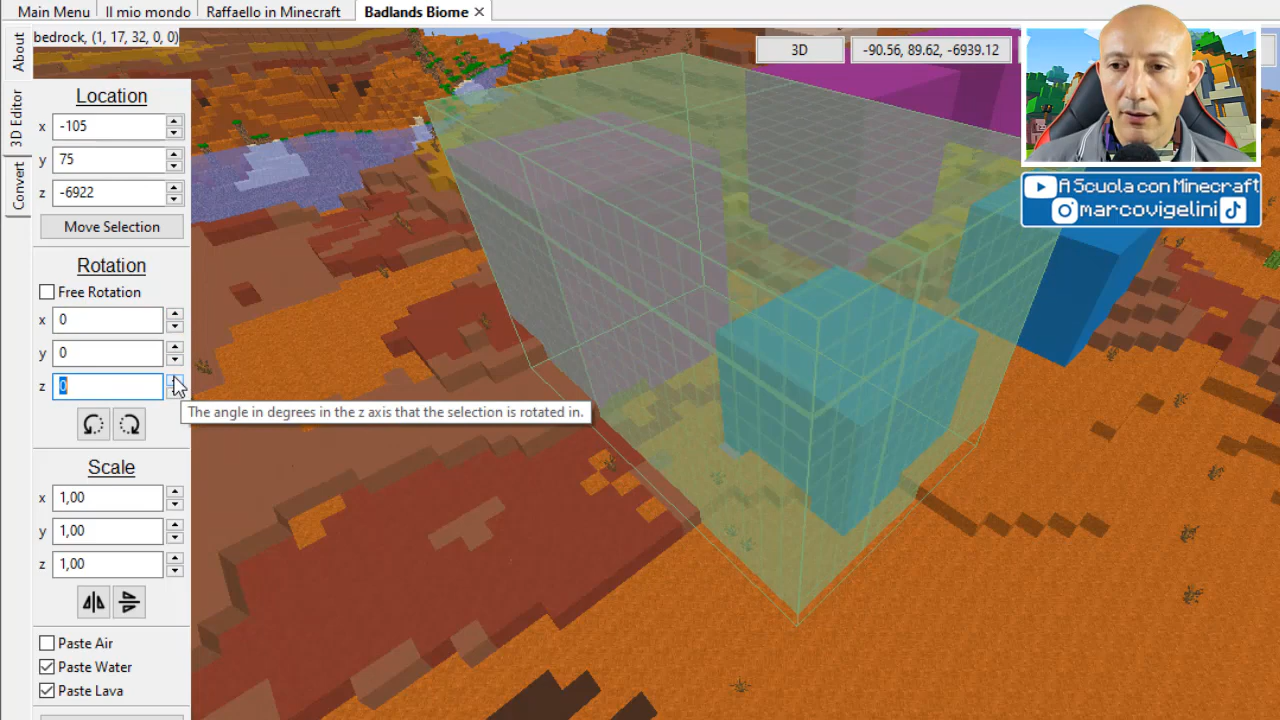 Main Menu
Il mio mondo
Raffaello in Minecraft
Badlands Biome
About
3D Editor
Convert
bedrock, (1, 17, 32, 0, 0)
3D
-90.56, 89.62, -6939.12
Location
x -105
y 75
z -6922
Move Selection
Rotation
Free Rotation
x 0
y 0
z 0
The angle in degrees in the z axis that the selection is rotated in.
Scale
x 1,00
y 1,00
z 1,00
Paste Air
Paste Water
Paste Lava
A Scuola con Minecraft
marcovigelini